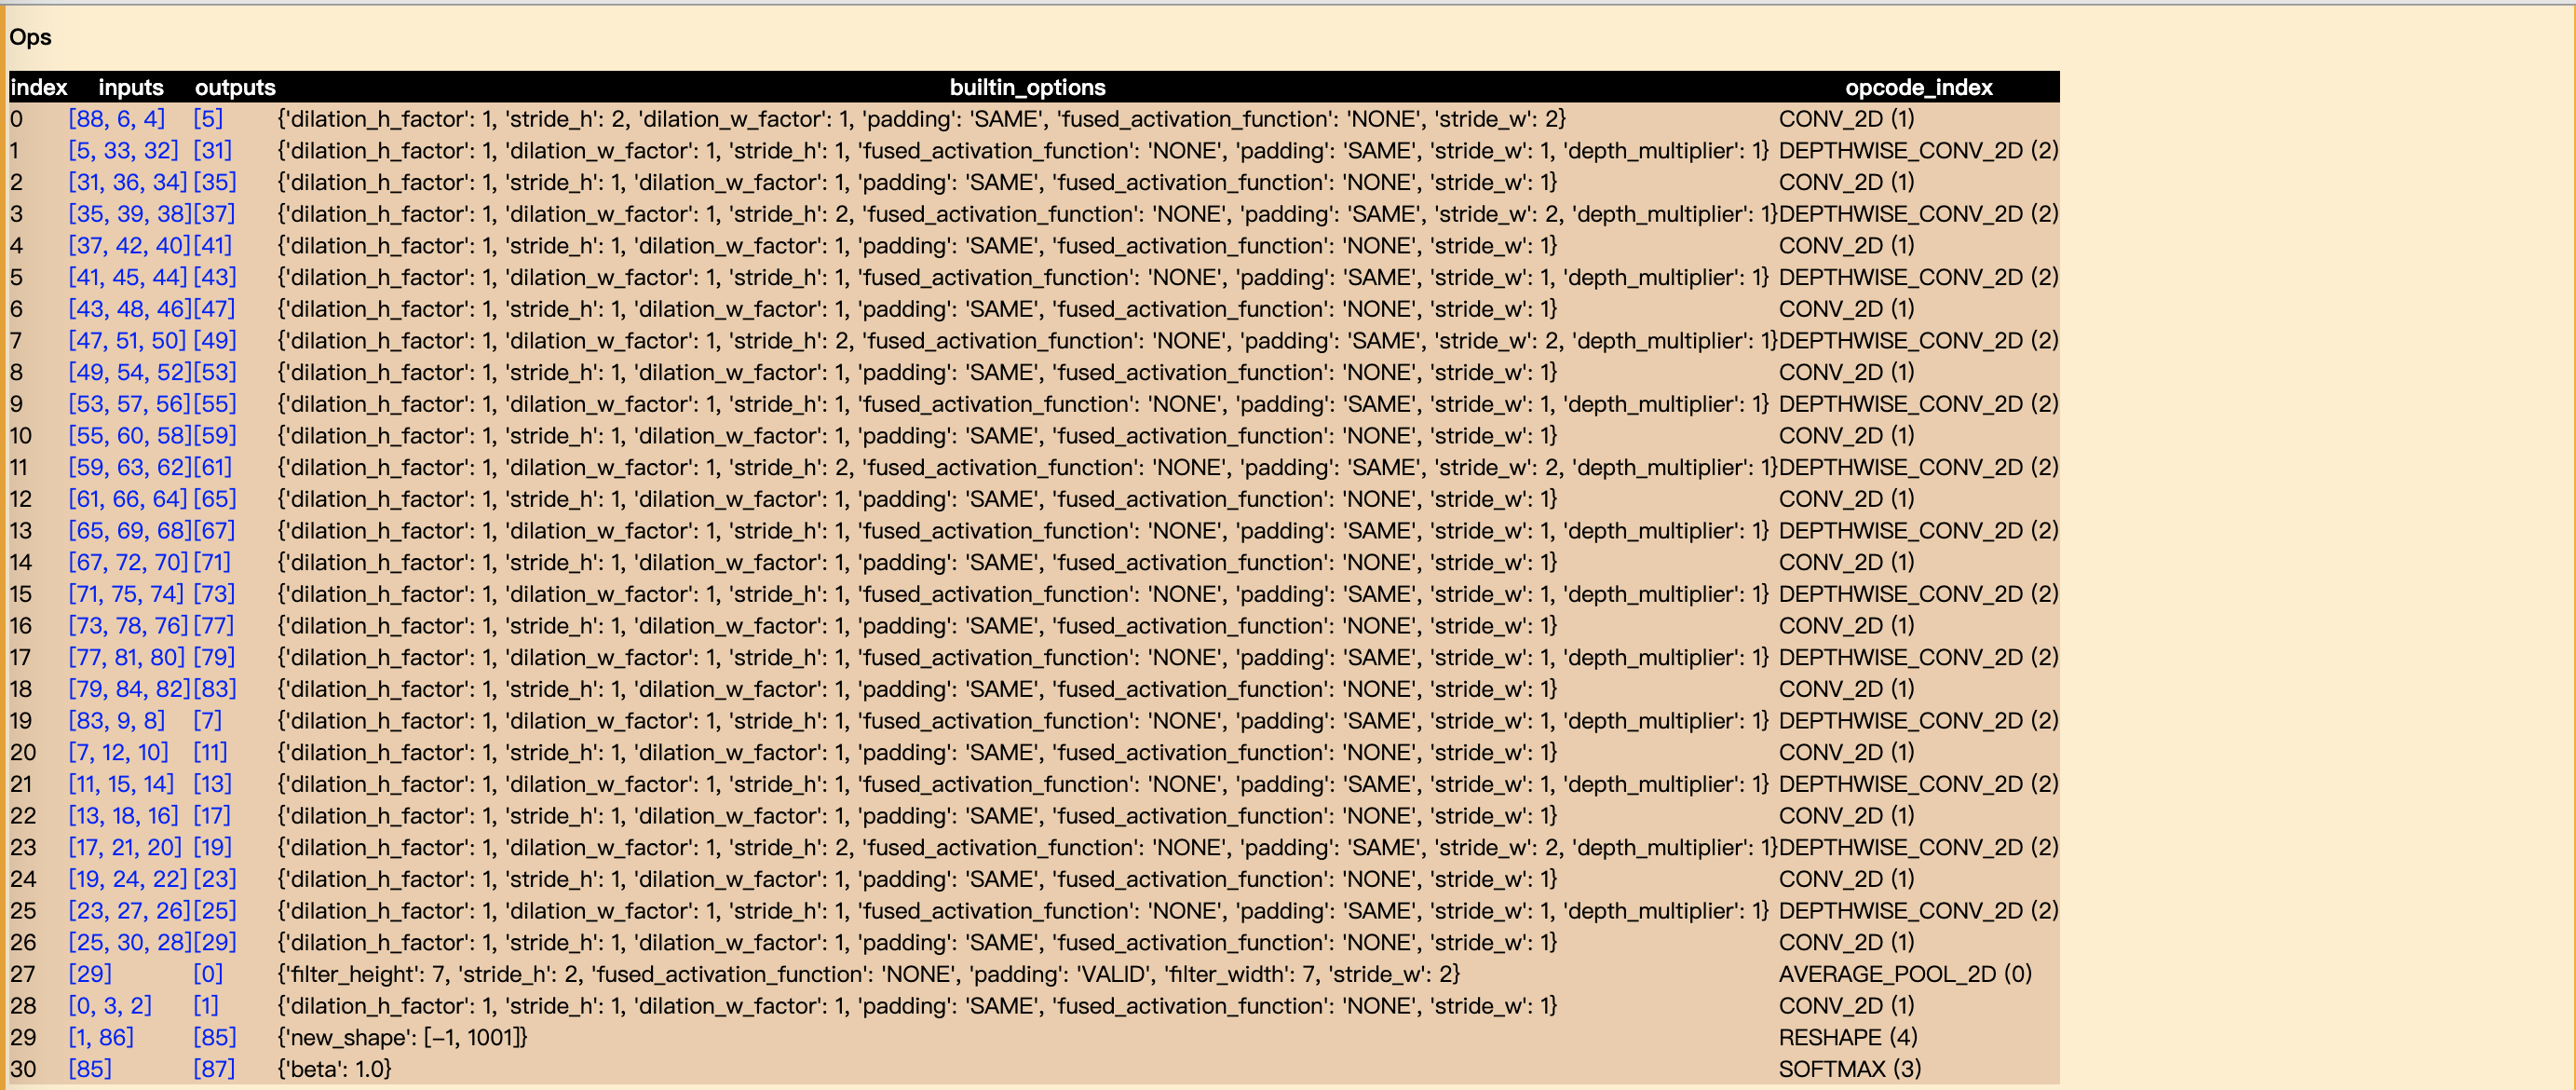 Ops
index inputs outputs builtin_options opcode_index
0 [88, 6, 4] [5] {'dilation_h_factor': 1, 'stride_h': 2, 'dilation_w_factor': 1, 'padding': 'SAME', 'fused_activation_function': 'NONE', 'stride_w': 2} CONV_2D (1)
1 [5, 33, 32] [31] {'dilation_h_factor': 1, 'dilation_w_factor': 1, 'stride_h': 1, 'fused_activation_function': 'NONE', 'padding': 'SAME', 'stride_w': 1, 'depth_multiplier': 1} DEPTHWISE_CONV_2D (2)
2 [31, 36, 34] [35] {'dilation_h_factor': 1, 'stride_h': 1, 'dilation_w_factor': 1, 'padding': 'SAME', 'fused_activation_function': 'NONE', 'stride_w': 1} CONV_2D (1)
3 [35, 39, 38] [37] {'dilation_h_factor': 1, 'dilation_w_factor': 1, 'stride_h': 2, 'fused_activation_function': 'NONE', 'padding': 'SAME', 'stride_w': 2, 'depth_multiplier': 1} DEPTHWISE_CONV_2D (2)
4 [37, 42, 40] [41] {'dilation_h_factor': 1, 'stride_h': 1, 'dilation_w_factor': 1, 'padding': 'SAME', 'fused_activation_function': 'NONE', 'stride_w': 1} CONV_2D (1)
5 [41, 45, 44] [43] {'dilation_h_factor': 1, 'dilation_w_factor': 1, 'stride_h': 1, 'fused_activation_function': 'NONE', 'padding': 'SAME', 'stride_w': 1, 'depth_multiplier': 1} DEPTHWISE_CONV_2D (2)
6 [43, 48, 46] [47] {'dilation_h_factor': 1, 'stride_h': 1, 'dilation_w_factor': 1, 'padding': 'SAME', 'fused_activation_function': 'NONE', 'stride_w': 1} CONV_2D (1)
7 [47, 51, 50] [49] {'dilation_h_factor': 1, 'dilation_w_factor': 1, 'stride_h': 2, 'fused_activation_function': 'NONE', 'padding': 'SAME', 'stride_w': 2, 'depth_multiplier': 1} DEPTHWISE_CONV_2D (2)
8 [49, 54, 52] [53] {'dilation_h_factor': 1, 'stride_h': 1, 'dilation_w_factor': 1, 'padding': 'SAME', 'fused_activation_function': 'NONE', 'stride_w': 1} CONV_2D (1)
9 [53, 57, 56] [55] {'dilation_h_factor': 1, 'dilation_w_factor': 1, 'stride_h': 1, 'fused_activation_function': 'NONE', 'padding': 'SAME', 'stride_w': 1, 'depth_multiplier': 1} DEPTHWISE_CONV_2D (2)
10 [55, 60, 58] [59] {'dilation_h_factor': 1, 'stride_h': 1, 'dilation_w_factor': 1, 'padding': 'SAME', 'fused_activation_function': 'NONE', 'stride_w': 1} CONV_2D (1)
11 [59, 63, 62] [61] {'dilation_h_factor': 1, 'dilation_w_factor': 1, 'stride_h': 2, 'fused_activation_function': 'NONE', 'padding': 'SAME', 'stride_w': 2, 'depth_multiplier': 1} DEPTHWISE_CONV_2D (2)
12 [61, 66, 64] [65] {'dilation_h_factor': 1, 'stride_h': 1, 'dilation_w_factor': 1, 'padding': 'SAME', 'fused_activation_function': 'NONE', 'stride_w': 1} CONV_2D (1)
13 [65, 69, 68] [67] {'dilation_h_factor': 1, 'dilation_w_factor': 1, 'stride_h': 1, 'fused_activation_function': 'NONE', 'padding': 'SAME', 'stride_w': 1, 'depth_multiplier': 1} DEPTHWISE_CONV_2D (2)
14 [67, 72, 70] [71] {'dilation_h_factor': 1, 'stride_h': 1, 'dilation_w_factor': 1, 'padding': 'SAME', 'fused_activation_function': 'NONE', 'stride_w': 1} CONV_2D (1)
15 [71, 75, 74] [73] {'dilation_h_factor': 1, 'dilation_w_factor': 1, 'stride_h': 1, 'fused_activation_function': 'NONE', 'padding': 'SAME', 'stride_w': 1, 'depth_multiplier': 1} DEPTHWISE_CONV_2D (2)
16 [73, 78, 76] [77] {'dilation_h_factor': 1, 'stride_h': 1, 'dilation_w_factor': 1, 'padding': 'SAME', 'fused_activation_function': 'NONE', 'stride_w': 1} CONV_2D (1)
17 [77, 81, 80] [79] {'dilation_h_factor': 1, 'dilation_w_factor': 1, 'stride_h': 1, 'fused_activation_function': 'NONE', 'padding': 'SAME', 'stride_w': 1, 'depth_multiplier': 1} DEPTHWISE_CONV_2D (2)
18 [79, 84, 82] [83] {'dilation_h_factor': 1, 'stride_h': 1, 'dilation_w_factor': 1, 'padding': 'SAME', 'fused_activation_function': 'NONE', 'stride_w': 1} CONV_2D (1)
19 [83, 9, 8] [7] {'dilation_h_factor': 1, 'dilation_w_factor': 1, 'stride_h': 1, 'fused_activation_function': 'NONE', 'padding': 'SAME', 'stride_w': 1, 'depth_multiplier': 1} DEPTHWISE_CONV_2D (2)
20 [7, 12, 10] [11] {'dilation_h_factor': 1, 'stride_h': 1, 'dilation_w_factor': 1, 'padding': 'SAME', 'fused_activation_function': 'NONE', 'stride_w': 1} CONV_2D (1)
21 [11, 15, 14] [13] {'dilation_h_factor': 1, 'dilation_w_factor': 1, 'stride_h': 1, 'fused_activation_function': 'NONE', 'padding': 'SAME', 'stride_w': 1, 'depth_multiplier': 1} DEPTHWISE_CONV_2D (2)
22 [13, 18, 16] [17] {'dilation_h_factor': 1, 'stride_h': 1, 'dilation_w_factor': 1, 'padding': 'SAME', 'fused_activation_function': 'NONE', 'stride_w': 1} CONV_2D (1)
23 [17, 21, 20] [19] {'dilation_h_factor': 1, 'dilation_w_factor': 1, 'stride_h': 2, 'fused_activation_function': 'NONE', 'padding': 'SAME', 'stride_w': 2, 'depth_multiplier': 1} DEPTHWISE_CONV_2D (2)
24 [19, 24, 22] [23] {'dilation_h_factor': 1, 'stride_h': 1, 'dilation_w_factor': 1, 'padding': 'SAME', 'fused_activation_function': 'NONE', 'stride_w': 1} CONV_2D (1)
25 [23, 27, 26] [25] {'dilation_h_factor': 1, 'dilation_w_factor': 1, 'stride_h': 1, 'fused_activation_function': 'NONE', 'padding': 'SAME', 'stride_w': 1, 'depth_multiplier': 1} DEPTHWISE_CONV_2D (2)
26 [25, 30, 28] [29] {'dilation_h_factor': 1, 'stride_h': 1, 'dilation_w_factor': 1, 'padding': 'SAME', 'fused_activation_function': 'NONE', 'stride_w': 1} CONV_2D (1)
27 [29] [0] {'filter_height': 7, 'stride_h': 2, 'fused_activation_function': 'NONE', 'padding': 'VALID', 'filter_width': 7, 'stride_w': 2} AVERAGE_POOL_2D (0)
28 [0, 3, 2] [1] {'dilation_h_factor': 1, 'stride_h': 1, 'dilation_w_factor': 1, 'padding': 'SAME', 'fused_activation_function': 'NONE', 'stride_w': 1} CONV_2D (1)
29 [1, 86] [85] {'new_shape': [-1, 1001]} RESHAPE (4)
30 [85] [87] {'beta': 1.0} SOFTMAX (3)